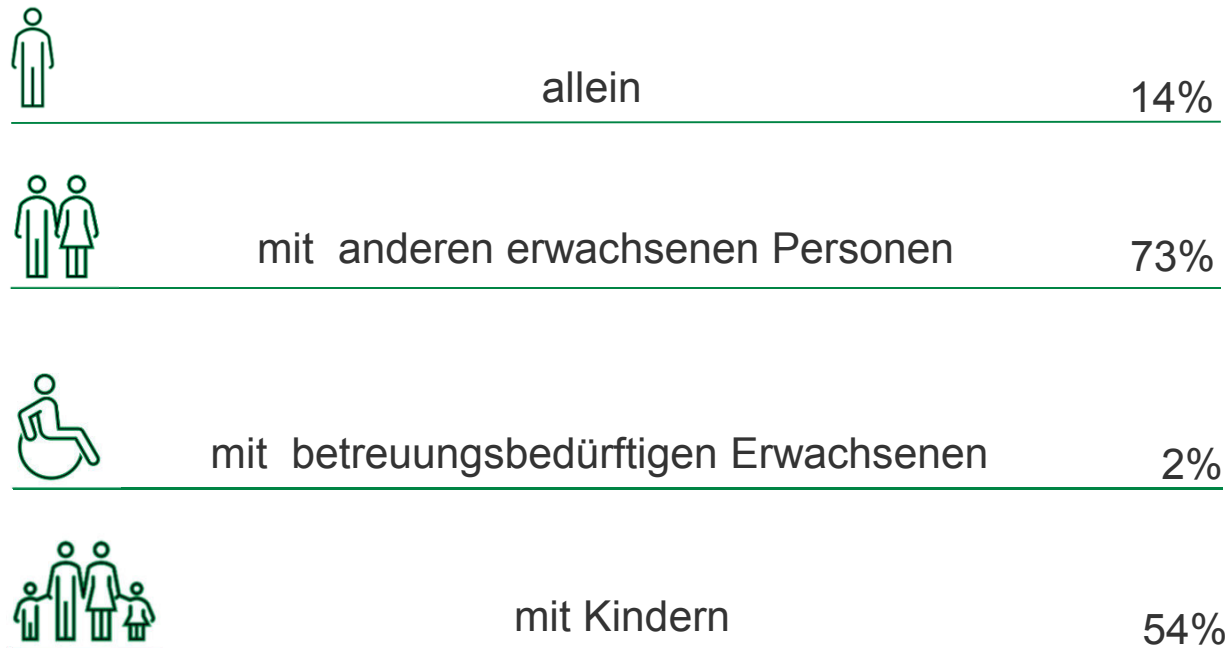 allein 14%
mit anderen erwachsenen Personen 73%
mit betreuungsbedürftigen Erwachsenen 2%
mit Kindern 54%